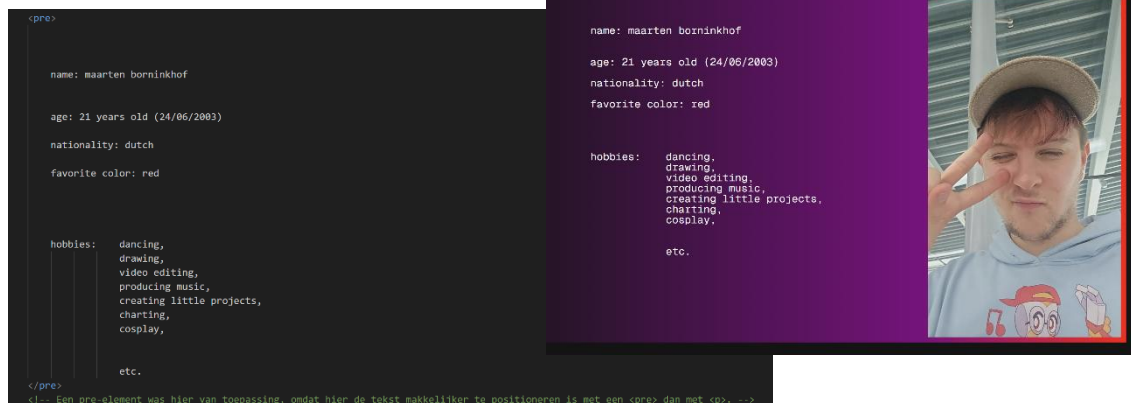 <pre>
name: maarten borninkhof
age: 21 years old (24/06/2003)
nationality: dutch
favorite color: red
hobbies: dancing,
drawing,
video editing,
producing music,
creating little projects,
charting,
cosplay,
etc.
</pre>
<!-- Een pre-element was hier van toepassing, omdat hier de tekst makkelijker te positioneren is met een <pre> dan met <p>. -->
name: maarten borninkhof
age: 21 years old (24/06/2003)
nationality: dutch
favorite color: red
hobbies: dancing,
drawing,
video editing,
producing music,
creating little projects,
charting,
cosplay,
etc.